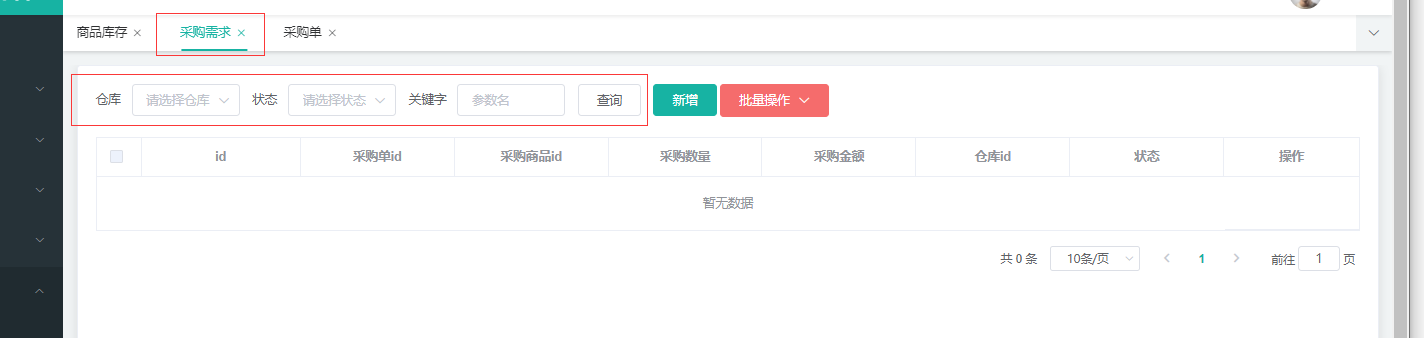 商品库存 × 采购需求 × 采购单 ×
仓库 请选择仓库 状态 请选择状态 关键字 参数名 查询 新增 批量操作
id 采购单id 采购商品id 采购数量 采购金额 仓库id 状态 操作
暂无数据
共 0 条 10条/页 1 前往 1 页